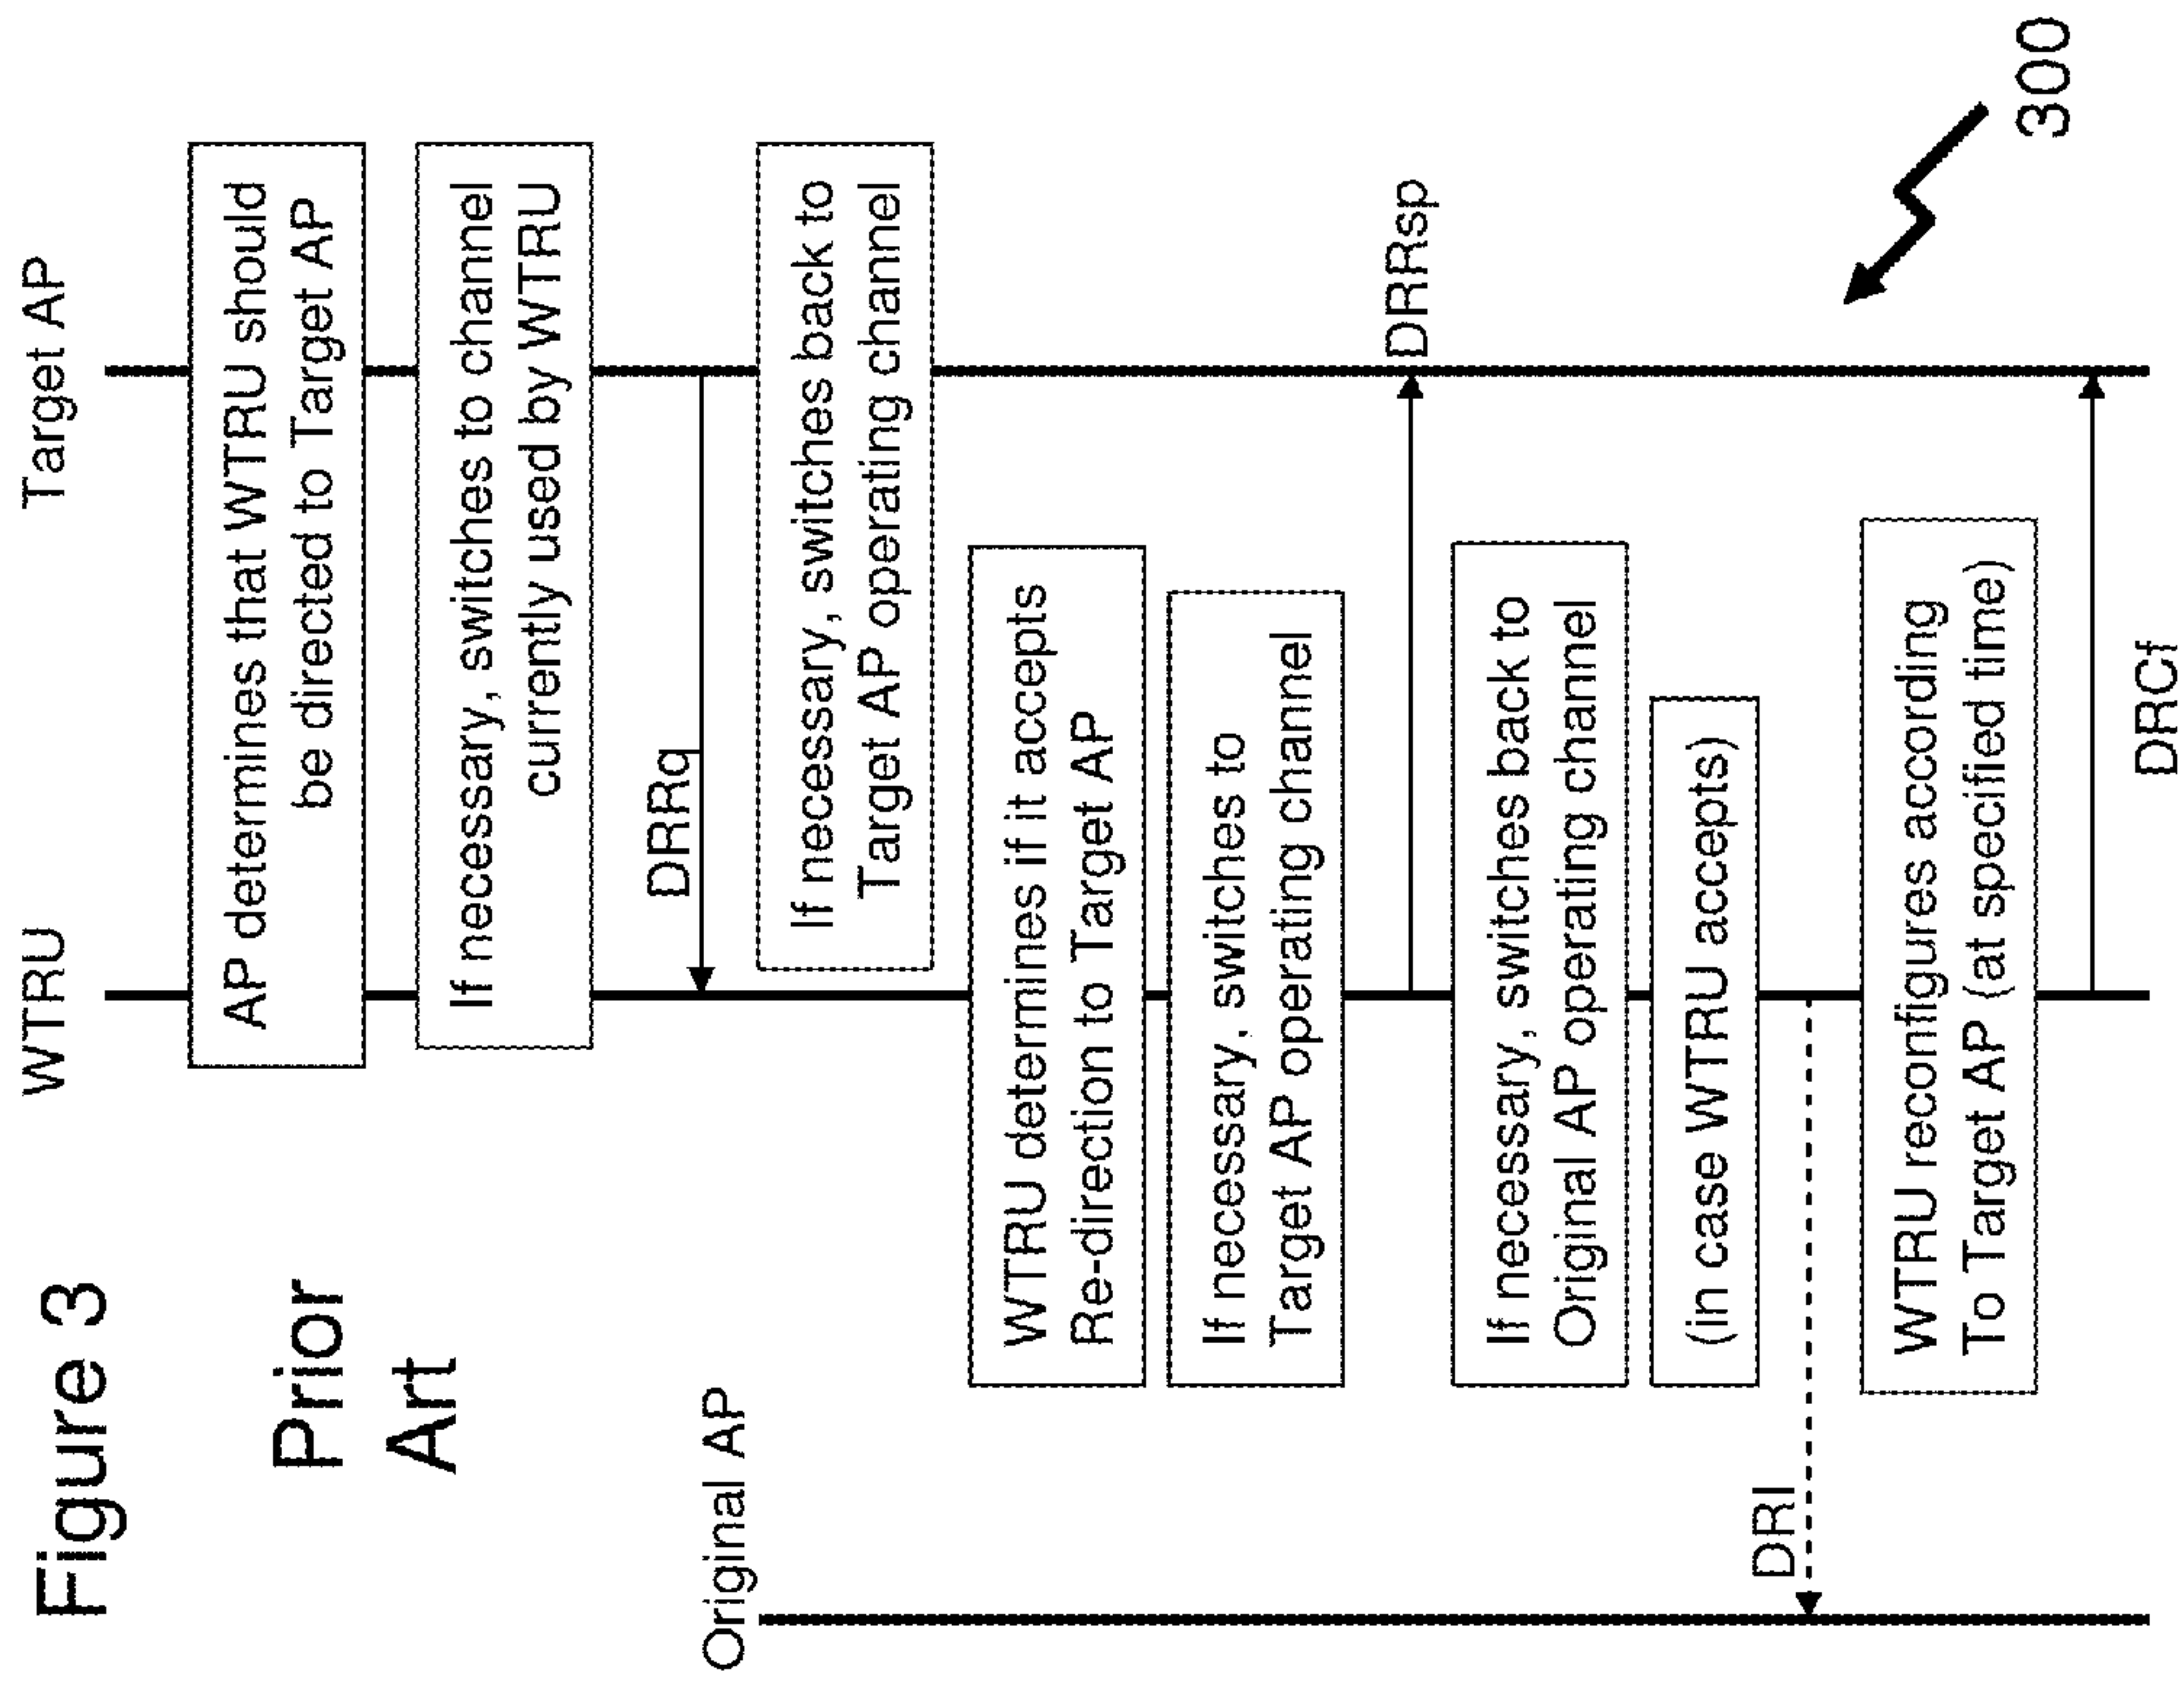 Figure 3
Prior
Art
Original AP
WTRU
Target AP
AP determines that WTRU should
be directed to Target AP
If necessary, switches to channel
currently used by WTRU
DRRq
If necessary, switches back to
Target AP operating channel
WTRU determines if it accepts
Re-direction to Target AP
If necessary, switches to
Target AP operating channel
DRRsp
If necessary, switches back to
Original AP operating channel
(in case WTRU accepts)
DRI
WTRU reconfigures according
To Target AP (at specified time)
DRCf
300